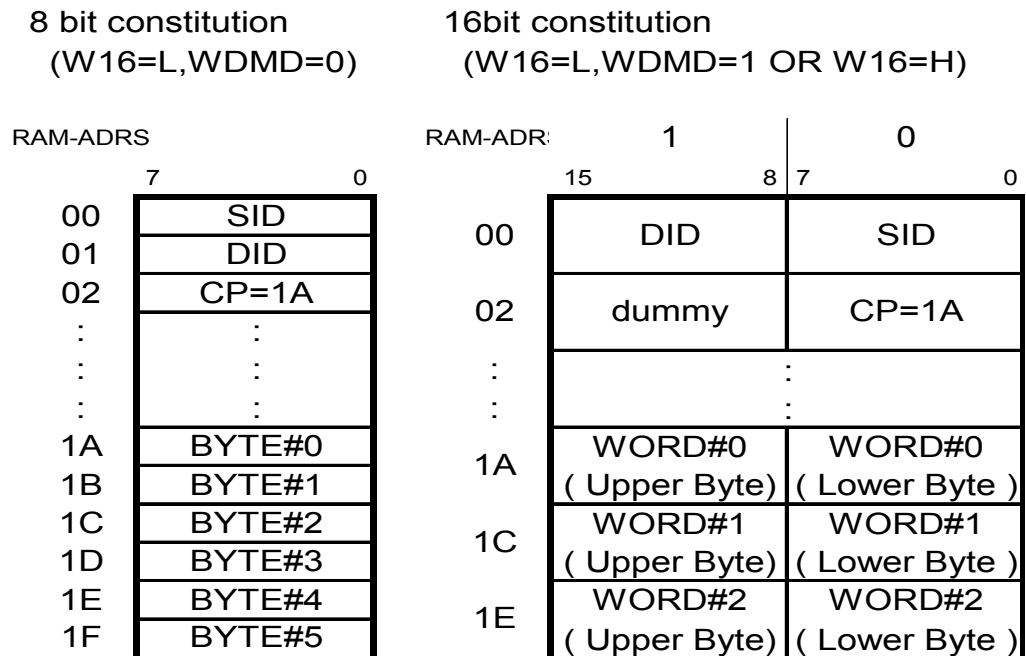 8 bit constitution
(W16=L,WDMD=0)
RAM-ADRS
7 0
00 SID
01 DID
02 CP=1A
: :
: :
: :
1A BYTE#0
1B BYTE#1
1C BYTE#2
1D BYTE#3
1E BYTE#4
1F BYTE#5
16bit constitution
(W16=L,WDMD=1 OR W16=H)
RAM-ADR: 1 0
15 8 7 0
00 DID SID
02 dummy CP=1A
: :
: :
1A WORD#0 WORD#0
( Upper Byte) ( Lower Byte )
1C WORD#1 WORD#1
( Upper Byte) ( Lower Byte )
1E WORD#2 WORD#2
( Upper Byte) ( Lower Byte )